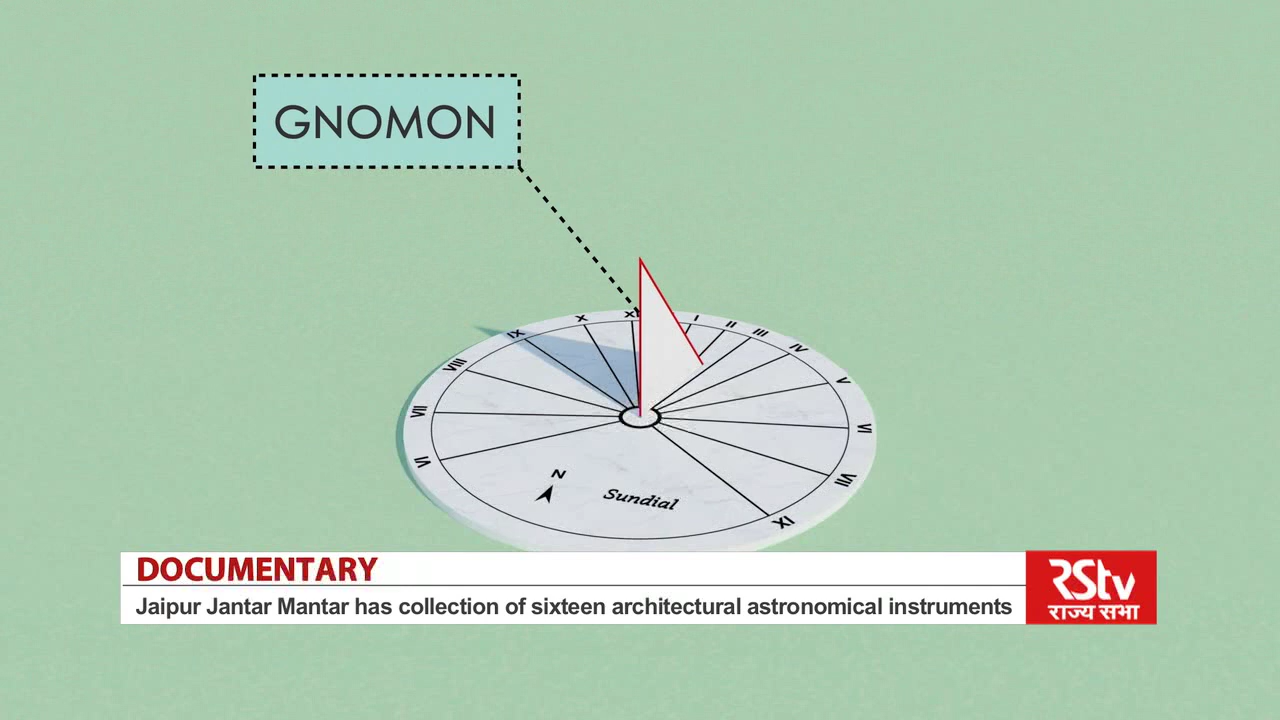 GNOMON
VI
VII
VIII
IX
X
I
II
III
IV
V
VI
VII
IX
N
Sundial
DOCUMENTARY
Jaipur Jantar Mantar has collection of sixteen architectural astronomical instruments
RStv
राज्य सभा